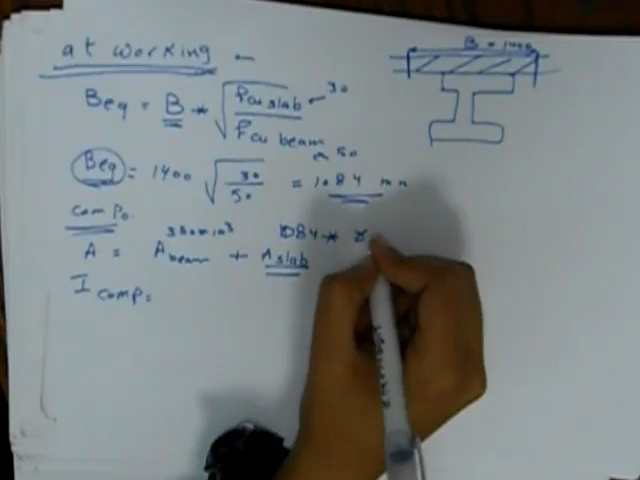 at working
B = 1400
Beq = B * √ Fcu slab 30
Fcu beam 50
Beq = 1400 √ 30/50 = 1084 mm
Comp.
A = A beam + A slab
I comp.